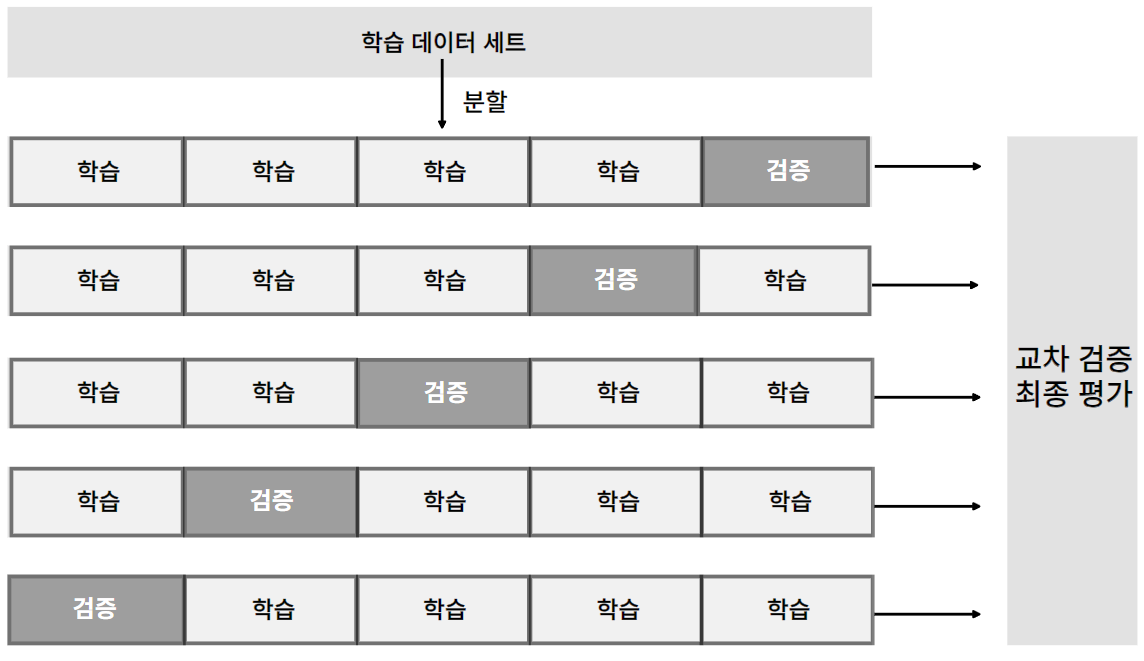 학습 데이터 세트
분할
학습 학습 학습 학습 검증
학습 학습 학습 검증 학습
학습 학습 검증 학습 학습
학습 검증 학습 학습 학습
검증 학습 학습 학습 학습
교차 검증
최종 평가